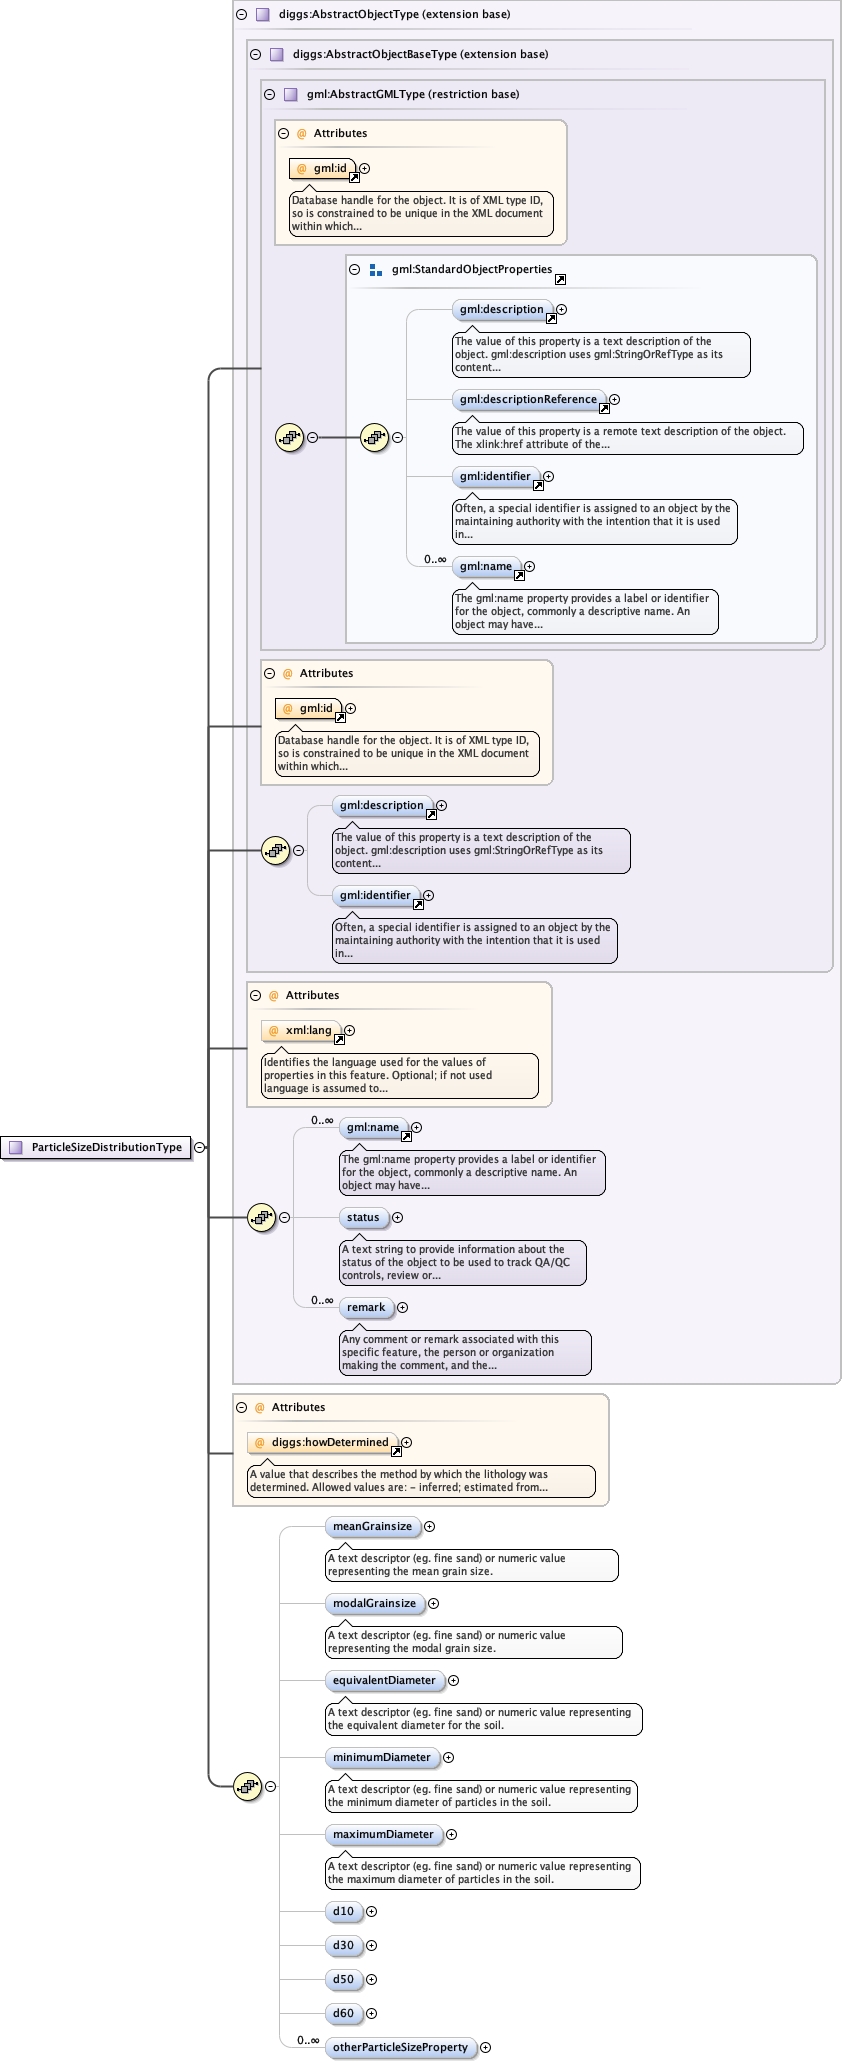 diggs:AbstractObjectType (extension base)
diggs:AbstractObjectBaseType (extension base)
gml:AbstractGMLType (restriction base)
@ Attributes
@ gml:id
Database handle for the object. It is of XML type ID,
so is constrained to be unique in the XML document
within which...
gml:StandardObjectProperties
gml:description
The value of this property is a text description of the
object. gml:description uses gml:StringOrRefType as its
content...
gml:descriptionReference
The value of this property is a remote text description of the object.
The xlink:href attribute of the...
gml:identifier
Often, a special identifier is assigned to an object by the
maintaining authority with the intention that it is used
in...
0..∞
gml:name
The gml:name property provides a label or identifier
for the object, commonly a descriptive name. An
object may have...
@ Attributes
@ gml:id
Database handle for the object. It is of XML type ID,
so is constrained to be unique in the XML document
within which...
gml:description
The value of this property is a text description of the
object. gml:description uses gml:StringOrRefType as its
content...
gml:identifier
Often, a special identifier is assigned to an object by the
maintaining authority with the intention that it is used
in...
@ Attributes
@ xml:lang
Identifies the language used for the values of
properties in this feature. Optional; if not used
language is assumed to...
ParticleSizeDistributionType
0..∞
gml:name
The gml:name property provides a label or identifier
for the object, commonly a descriptive name. An
object may have...
status
A text string to provide information about the
status of the object to be used to track QA/QC
controls, review or...
0..∞
remark
Any comment or remark associated with this
specific feature, the person or organization
making the comment, and the...
@ Attributes
@ diggs:howDetermined
A value that describes the method by which the lithology was
determined. Allowed values are: - inferred; estimated from...
meanGrainsize
A text descriptor (eg. fine sand) or numeric value
representing the mean grain size.
modalGrainsize
A text descriptor (eg. fine sand) or numeric value
representing the modal grain size.
equivalentDiameter
A text descriptor (eg. fine sand) or numeric value representing
the equivalent diameter for the soil.
minimumDiameter
A text descriptor (eg. fine sand) or numeric value representing
the minimum diameter of particles in the soil.
maximumDiameter
A text descriptor (eg. fine sand) or numeric value representing
the maximum diameter of particles in the soil.
d10
d30
d50
d60
0..∞
otherParticleSizeProperty